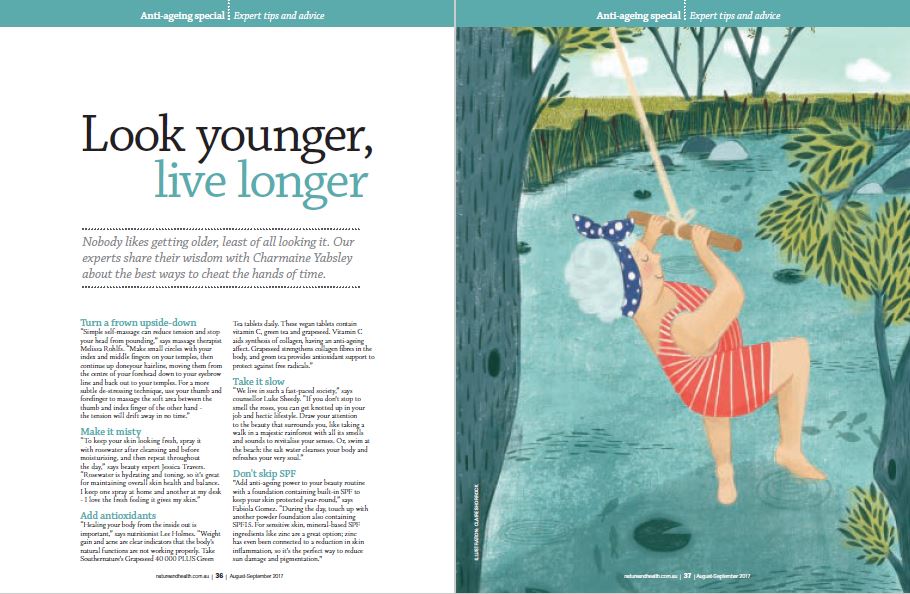 Anti-ageing special Expert tips and advice
Look younger,
live longer
Nobody likes getting older, least of all looking it. Our
experts share their wisdom with Charmaine Yabsley
about the best ways to cheat the hands of time.
Turn a frown upside-down
"Simple self-massage can reduce tension and stop
your head from pounding," says massage therapist
Melissa Rohlfs. "Make small circles with your
index and middle fingers on your temples, then
continue up doneyour hairline, moving them from
the centre of your forehead down to your eyebrow
line and back out to your temples. For a more
subtle de-stressing technique, use your thumb and
forefinger to massage the soft area between the
thumb and index finger of the other hand -
the tension will drift away in no time."
Make it misty
"To keep your skin looking fresh, spray it
with rosewater after cleansing and before
moisturising, and then repeat throughout
the day," says beauty expert Jessica Travers.
"Rosewater is hydrating and toning, so it's great
for maintaining overall skin health and balance.
I keep one spray at home and another at my desk
- I love the fresh feeling it gives my skin."
Add antioxidants
"Healing your body from the inside out is
important," says nutritionist Lee Holmes. "Weight
gain and acne are clear indicators that the body's
natural functions are not working properly. Take
Southernature's Grapeseed 40 000 PLUS Green
Tea tablets daily. These vegan tablets contain
vitamin C, green tea and grapeseed. Vitamin C
aids synthesis of collagen, having an anti-ageing
affect. Grapeseed strengthens collagen fibres in the
body, and green tea provides antioxidant support to
protect against free radicals."
Take it slow
"We live in such a fast-paced society," says
counsellor Luke Sheedy. "If you don't stop to
smell the roses, you can get knotted up in your
job and hectic lifestyle. Draw your attention
to the beauty that surrounds you, like taking a
walk in a majestic rainforest with all its smells
and sounds to revitalise your senses. Or, swim at
the beach: the salt water cleanses your body and
refreshes your very soul."
Don't skip SPF
"Add anti-ageing power to your beauty routine
with a foundation containing built-in SPF to
keep your skin protected year-round," says
Fabiola Gomez. "During the day, touch up with
another powder foundation also containing
SPF15. For sensitive skin, mineral-based SPF
ingredients like zinc are a great option; zinc
has even been connected to a reduction in skin
inflammation, so it's the perfect way to reduce
sun damage and pigmentation."
natureandhealth.com.au | 36 | August-September 2017
Anti-ageing special Expert tips and advice
natureandhealth.com.au | 37 | August-September 2017